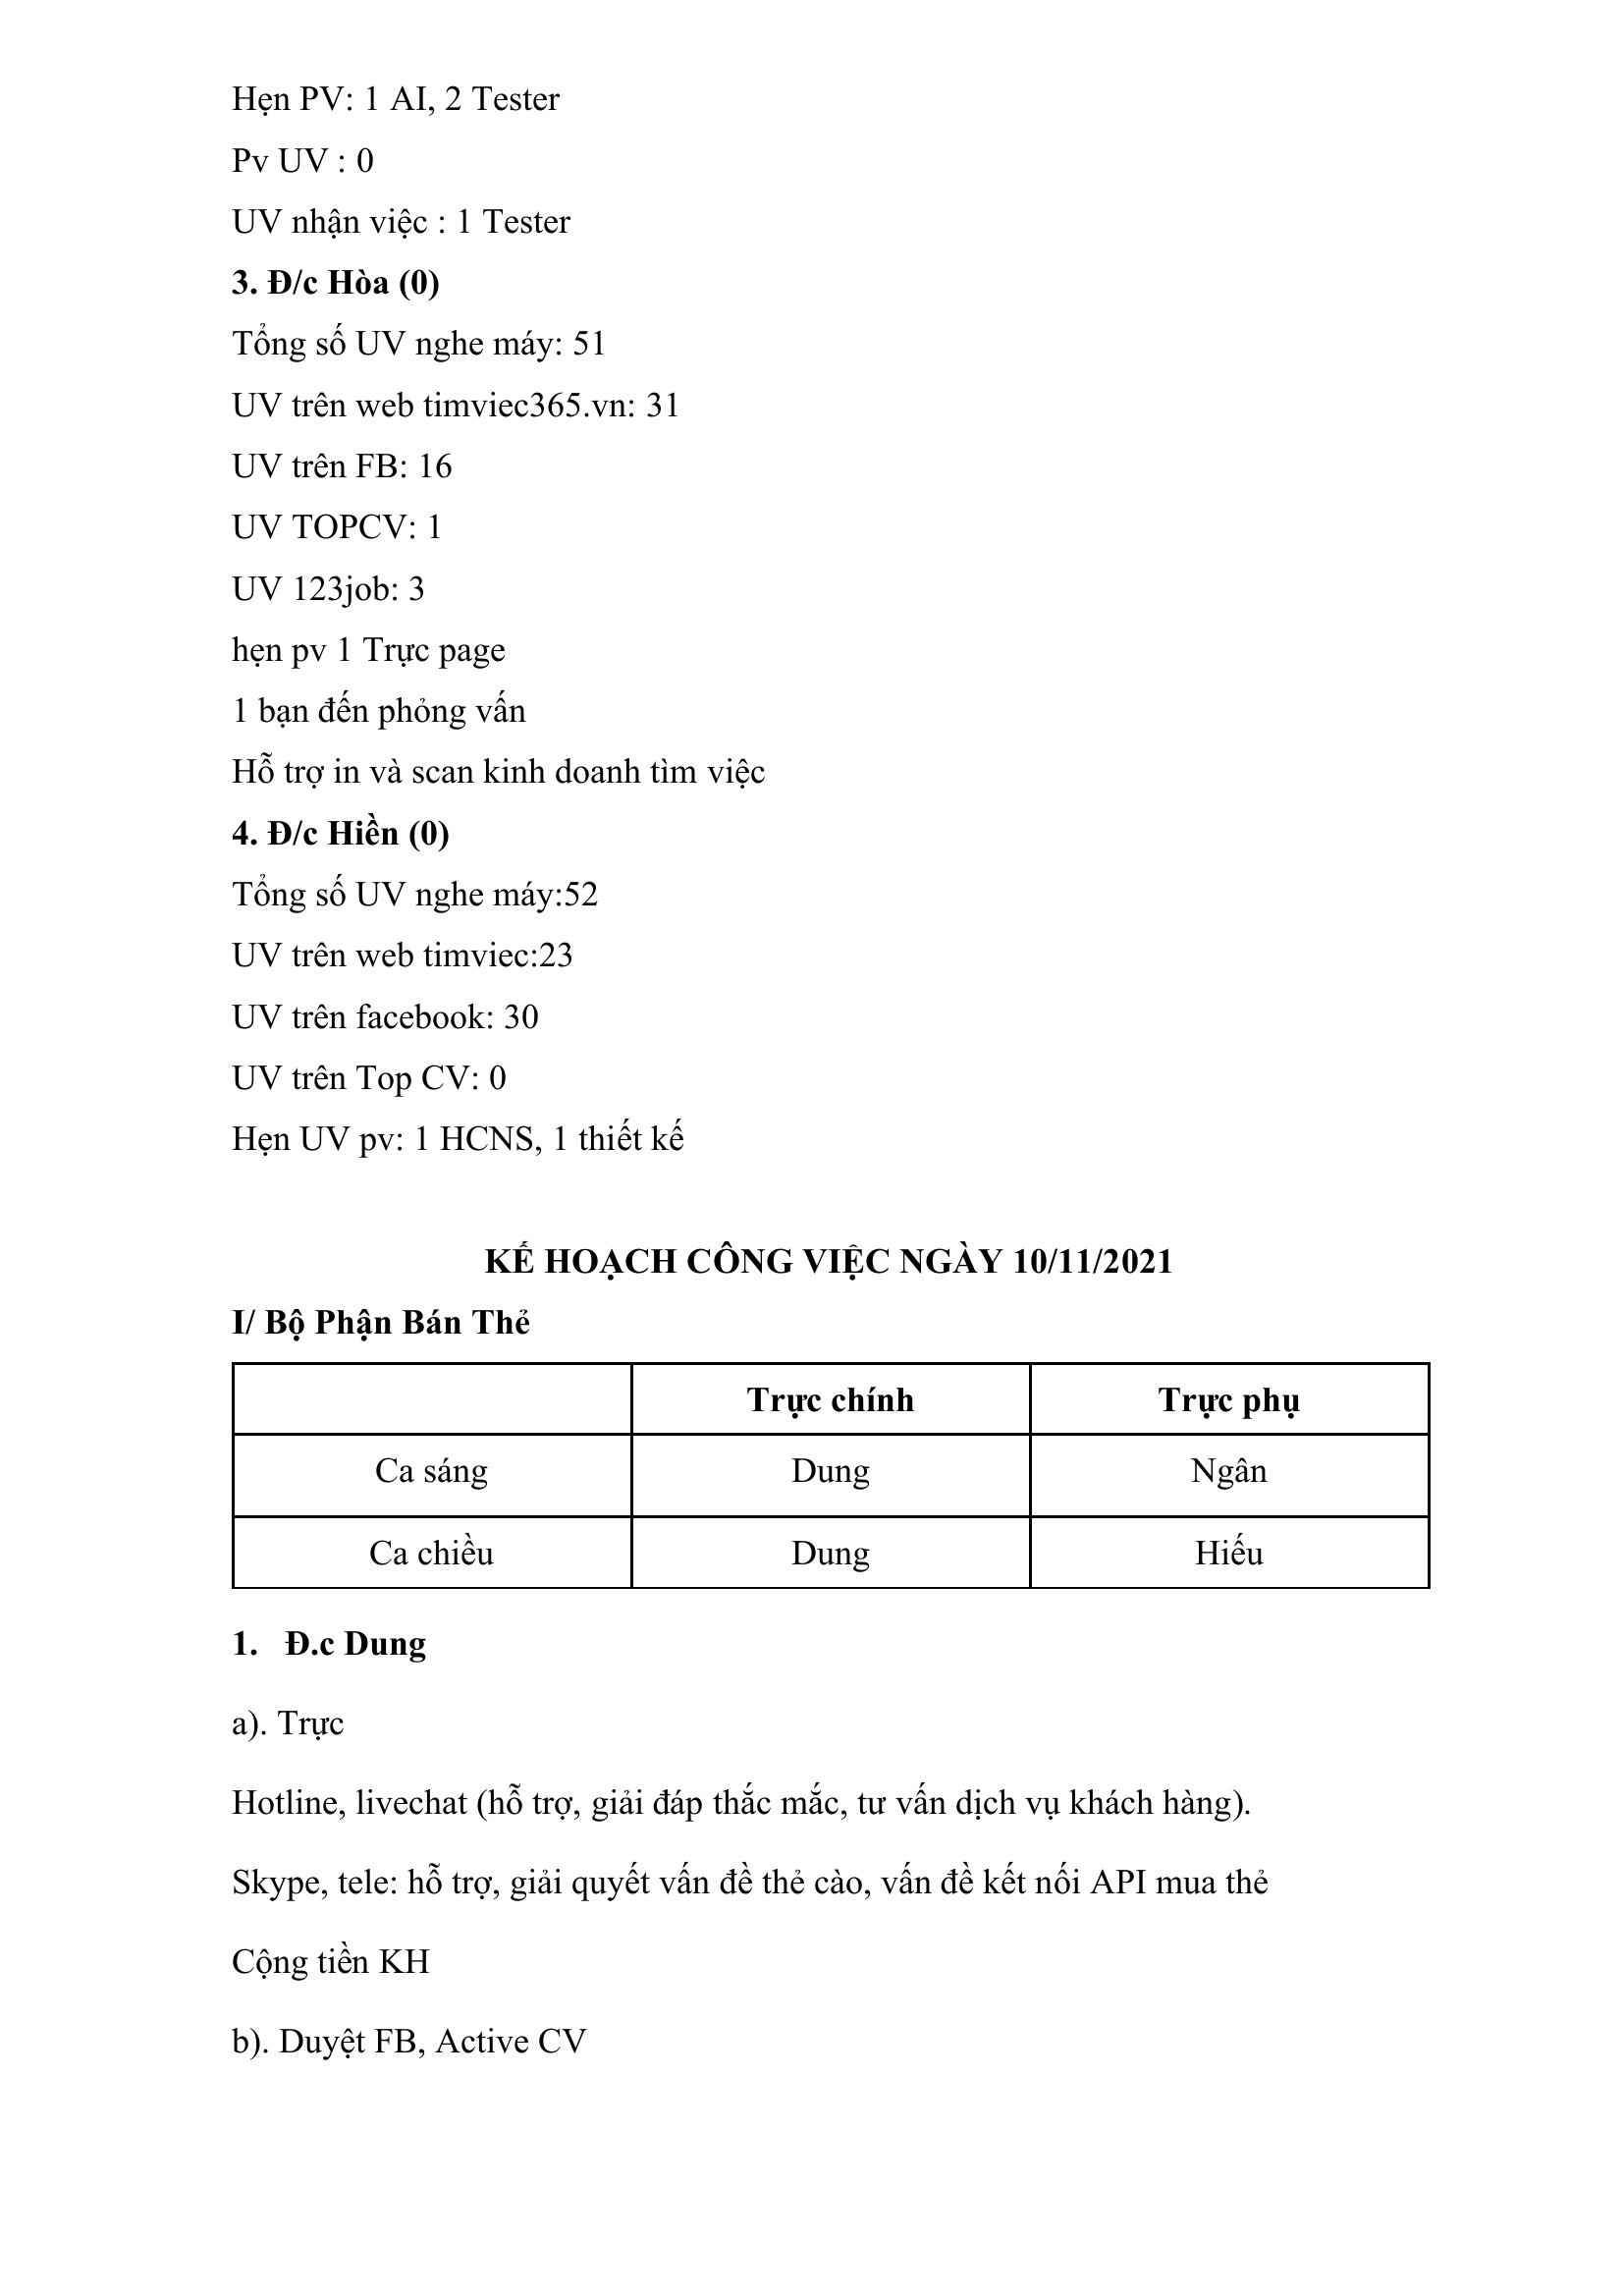 Hẹn PV: 1 AI, 2 Tester
Pv UV : 0
UV nhận việc : 1 Tester
3. Đ/c Hòa (0)
Tổng số UV nghe máy: 51
UV trên web timviec365.vn: 31
UV trên FB: 16
UV TOPCV: 1
UV 123job: 3
hẹn pv 1 Trực page
1 bạn đến phỏng vấn
Hỗ trợ in và scan kinh doanh tìm việc
4. Đ/c Hiền (0)
Tổng số UV nghe máy:52
UV trên web timviec:23
UV trên facebook: 30
UV trên Top CV: 0
Hẹn UV pv: 1 HCNS, 1 thiết kế
KẾ HOẠCH CÔNG VIỆC NGÀY 10/11/2021
I/ Bộ Phận Bán Thẻ
Trực chính Trực phụ
Ca sáng Dung Ngân
Ca chiều Dung Hiếu
1. Đ.c Dung
a). Trực
Hotline, livechat (hỗ trợ, giải đáp thắc mắc, tư vấn dịch vụ khách hàng).
Skype, tele: hỗ trợ, giải quyết vấn đề thẻ cào, vấn đề kết nối API mua thẻ
Cộng tiền KH
b). Duyệt FB, Active CV